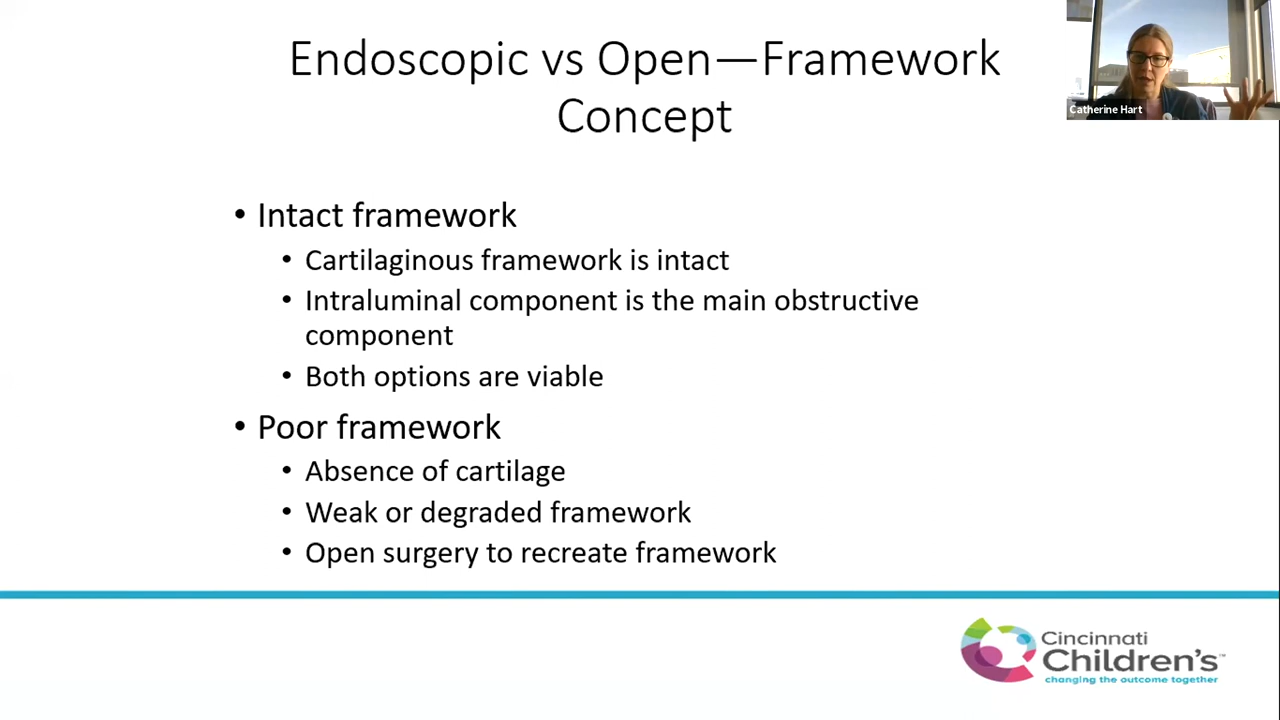 Endoscopic vs Open—Framework
Concept
Catherine Hart
• Intact framework
• Cartilaginous framework is intact
• Intraluminal component is the main obstructive
component
• Both options are viable
• Poor framework
• Absence of cartilage
• Weak or degraded framework
• Open surgery to recreate framework
Cincinnati
Children's™
changing the outcome together